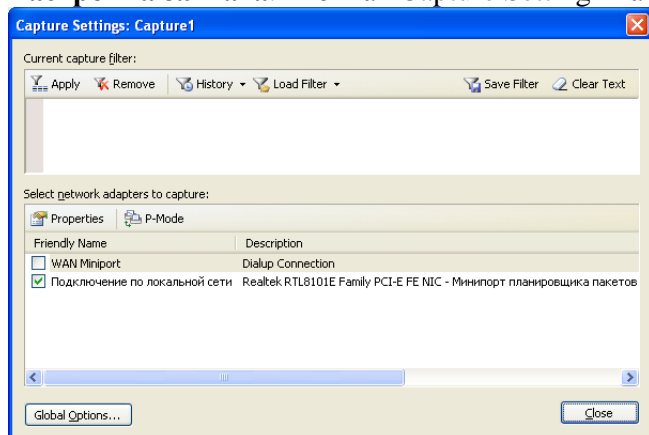 Capture Settings: Capture1
Current capture filter:
Apply Remove History Load Filter Save Filter Clear Text
Select network adapters to capture:
Properties P-Mode
Friendly Name Description
WAN Miniport Dialup Connection
Подключение по локальной сети Realtek RTL8101E Family PCI-E FE NIC - Минипорт планировщика пакетов
Global Options... Close